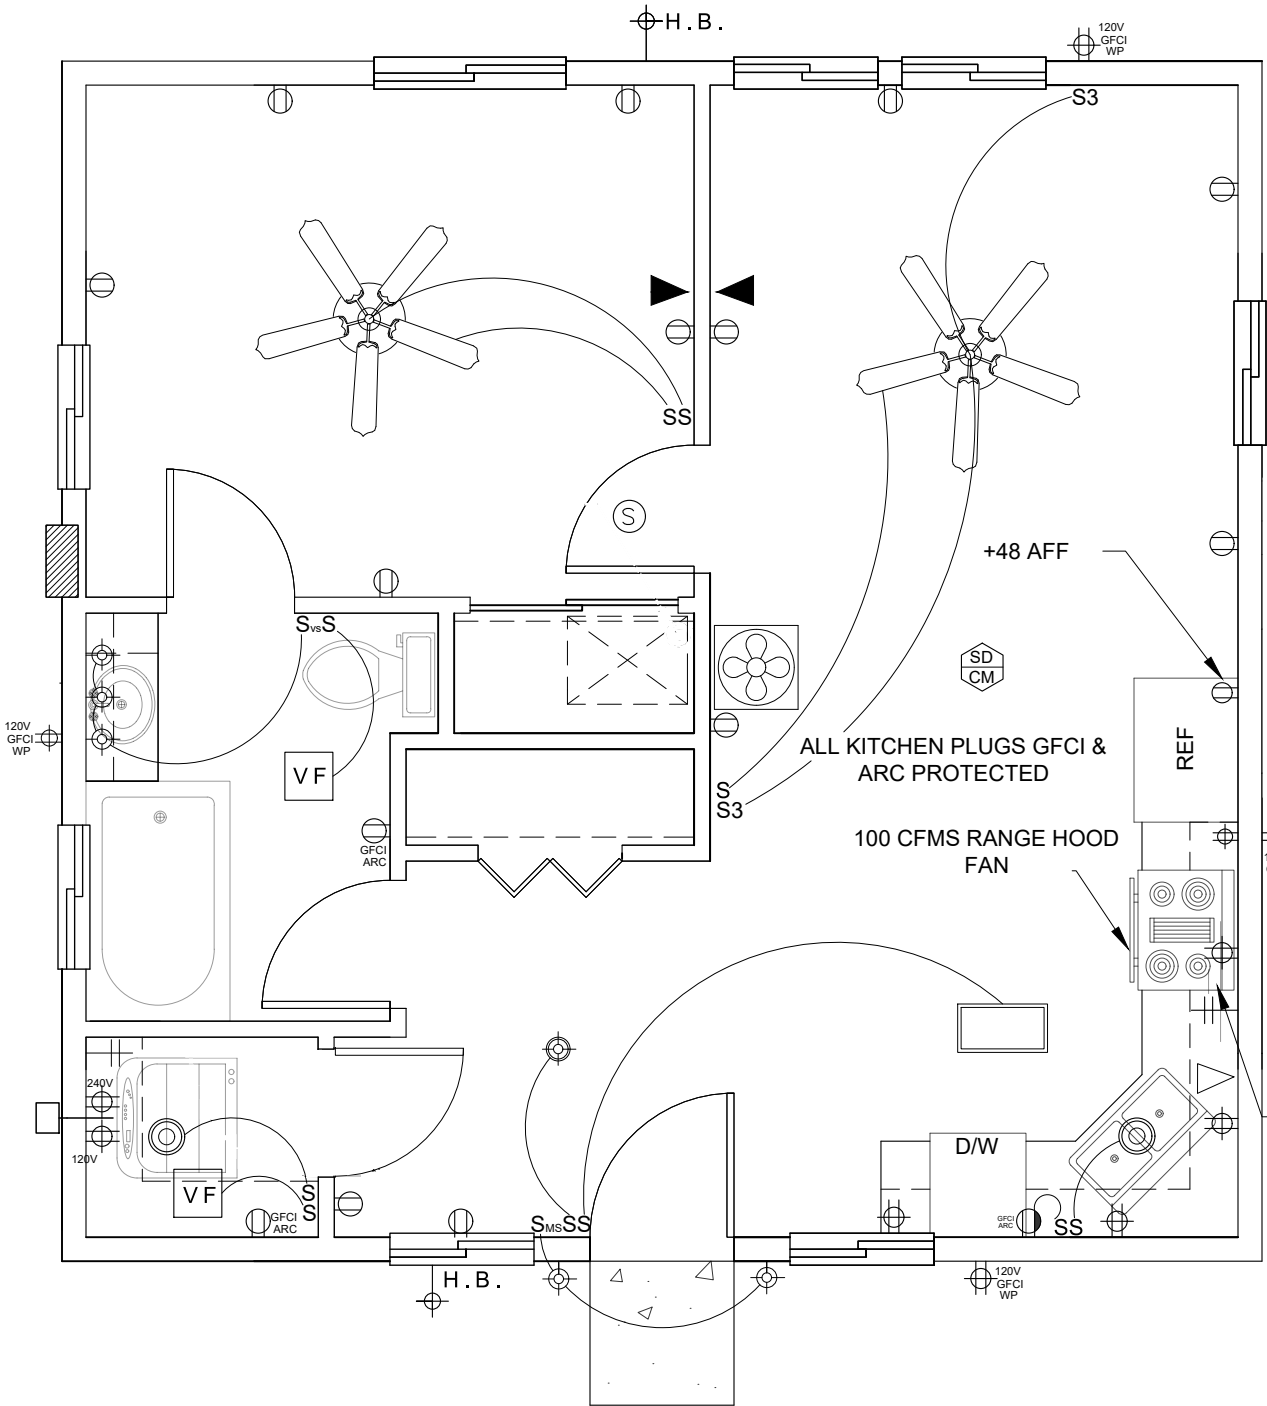 H.B.
120V
GFCI
WP
S3
SS
S
+48 AFF
SvsS
SD
CM
120V
GFCI
WP
VF
REF
ALL KITCHEN PLUGS GFCI &
ARC PROTECTED
S
S3
GFCI
ARC
100 CFMS RANGE HOOD
FAN
240V
120V
VF
S
S
GFCI
ARC
D/W
SMSSS
GFCI
ARC
SS
H.B.
120V
GFCI
WP